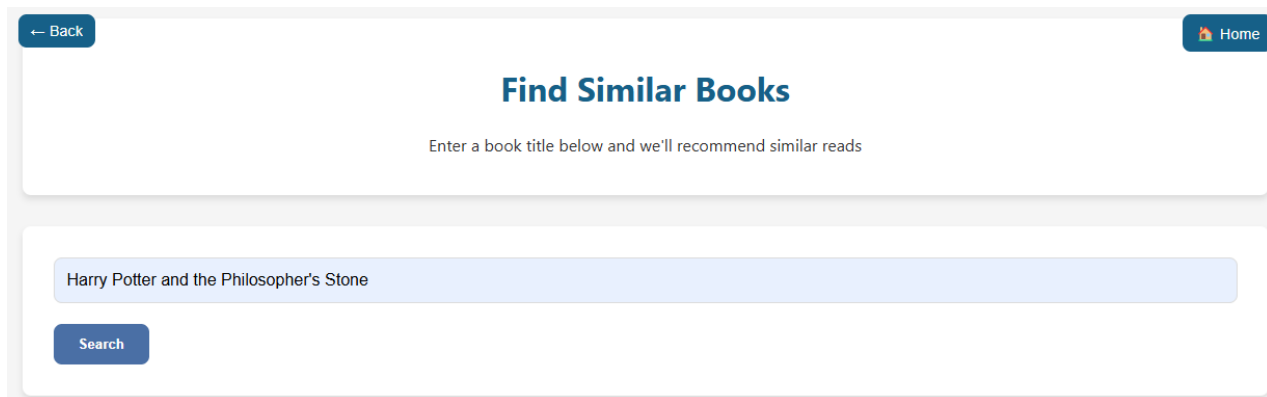 ← Back
🏠 Home
Find Similar Books
Enter a book title below and we'll recommend similar reads
Harry Potter and the Philosopher's Stone
Search